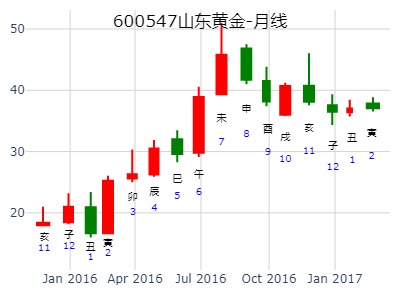 600547山东黄金-月线
50
40
30
20
亥
11
子
12
丑
1
寅
2
卯
3
辰
4
巳
5
午
6
未
7
申
8
酉
9
戌
10
亥
11
子
12
丑
1
寅
2
Jan 2016
Apr 2016
Jul 2016
Oct 2016
Jan 2017